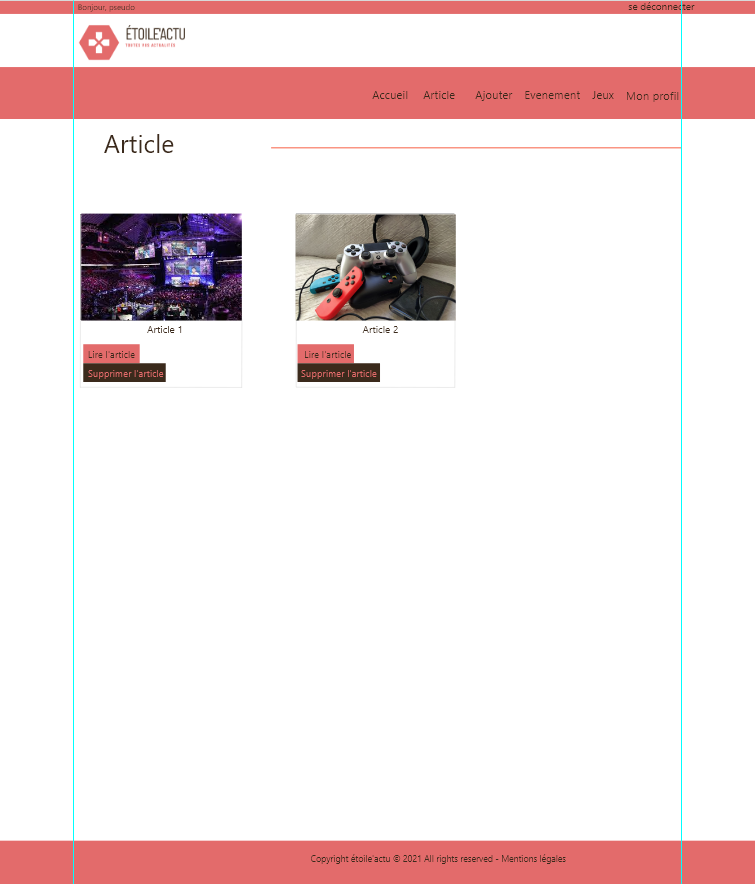 Bonjour, pseudo
se déconnecter
ÉTOILE'ACTU
TOUTES VOS ACTUALITÉS
Accueil Article Ajouter Evenement Jeux Mon profil
Article
Article 1
Article 2
Lire l'article
Lire l'article
Supprimer l'article
Supprimer l'article
Copyright étoile'actu © 2021 All rights reserved - Mentions légales